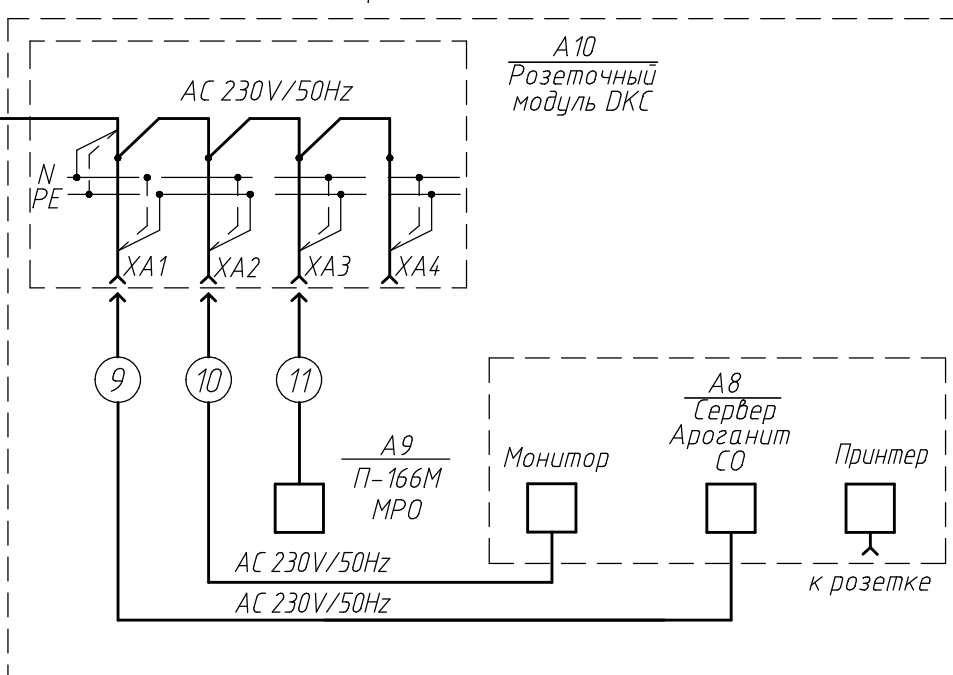 А10
Розеточный
модуль DKC
AC 230V/50Hz
N
PE
XA1
XA2
XA3
XA4
9
10
11
А8
Сервер
Ароганит
СО
А9
П-166М
МРО
Монитор
Принтер
AC 230V/50Hz
к розетке
AC 230V/50Hz